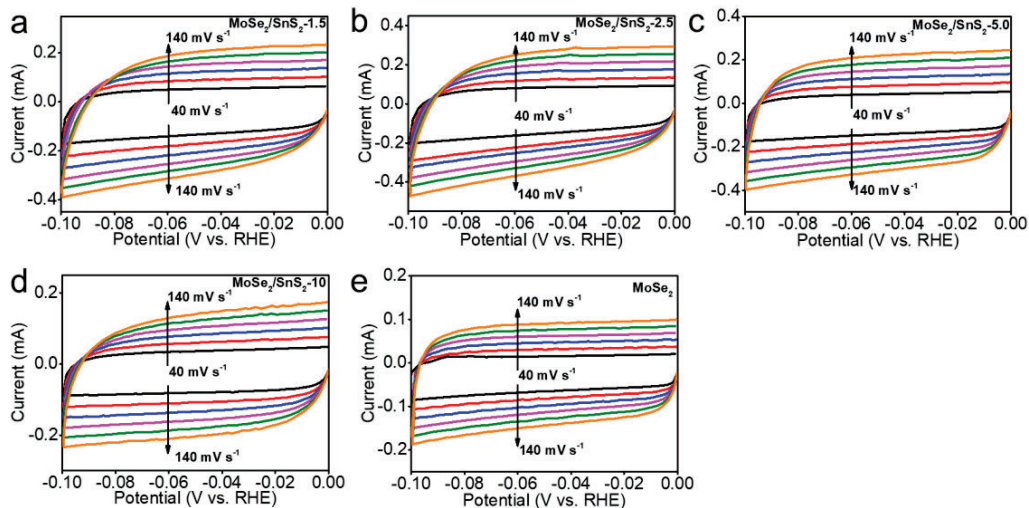 a
MoSe₂/SnS₂-1.5
140 mV s⁻¹
40 mV s⁻¹
140 mV s⁻¹
0.2
0.0
-0.2
-0.4
Current (mA)
-0.10 -0.08 -0.06 -0.04 -0.02 0.00
Potential (V vs. RHE)
b
MoSe₂/SnS₂-2.5
140 mV s⁻¹
40 mV s⁻¹
140 mV s⁻¹
0.4
0.2
0.0
-0.2
-0.4
Current (mA)
-0.10 -0.08 -0.06 -0.04 -0.02 0.00
Potential (V vs. RHE)
c
MoSe₂/SnS₂-5.0
140 mV s⁻¹
40 mV s⁻¹
140 mV s⁻¹
0.4
0.2
0.0
-0.2
-0.4
Current (mA)
-0.10 -0.08 -0.06 -0.04 -0.02 0.00
Potential (V vs. RHE)
d
MoSe₂/SnS₂-10
140 mV s⁻¹
40 mV s⁻¹
140 mV s⁻¹
0.2
0.0
-0.2
Current (mA)
-0.10 -0.08 -0.06 -0.04 -0.02 0.00
Potential (V vs. RHE)
e
MoSe₂
140 mV s⁻¹
40 mV s⁻¹
140 mV s⁻¹
0.2
0.1
0.0
-0.1
-0.2
Current (mA)
-0.10 -0.08 -0.06 -0.04 -0.02 0.00
Potential (V vs. RHE)